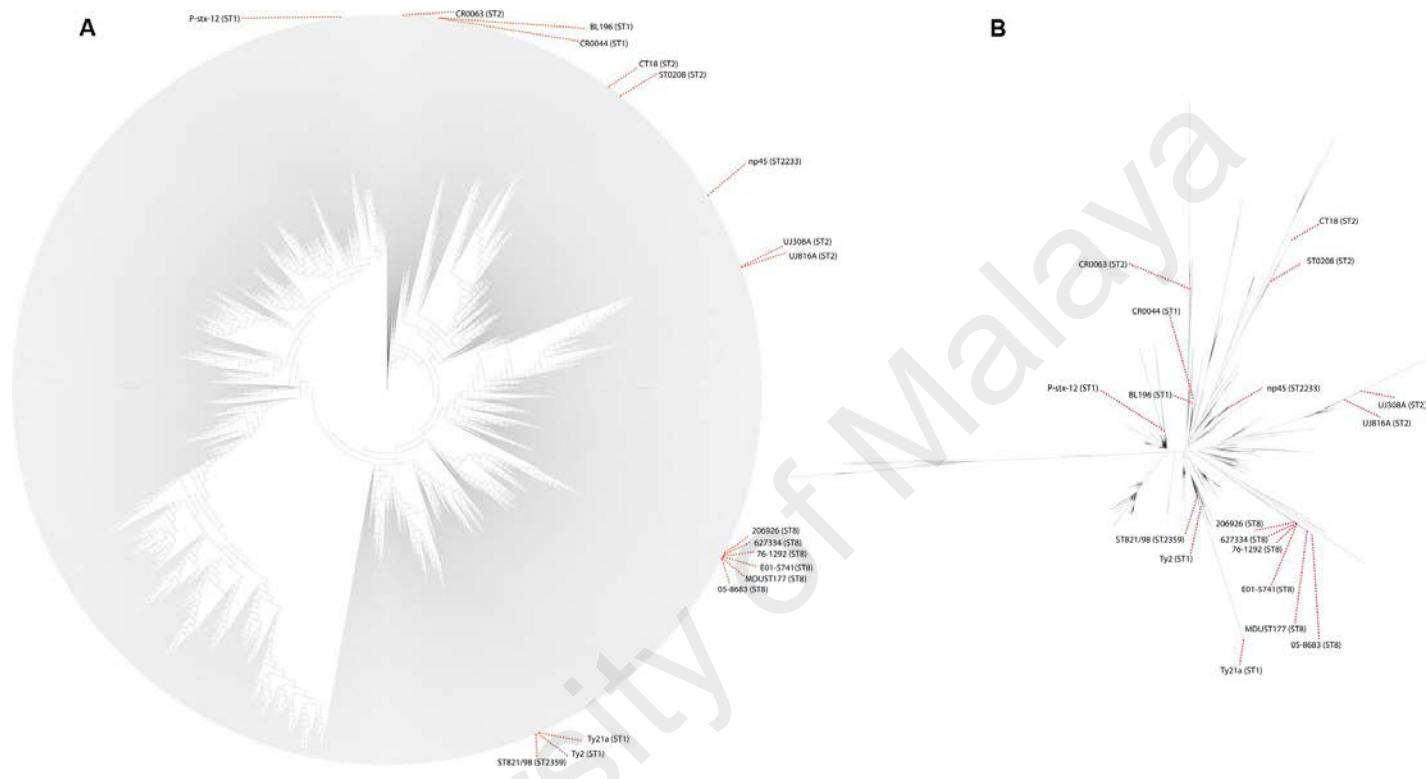 A
P-stx-12 (ST1)
CR0063 (ST2)
BL196 (ST1)
CR0044 (ST1)
CT18 (ST2)
ST0208 (ST2)
np45 (ST2233)
UJ308A (ST2)
UJ816A (ST2)
206926 (ST8)
627334 (ST8)
76-1292 (ST8)
E01-5741(ST8)
MDUST177 (ST8)
05-8683 (ST8)
Ty21a (ST1)
Ty2 (ST1)
ST821/98 (ST2359)
B
CT18 (ST2)
CR0063 (ST2)
ST0208 (ST2)
CR0044 (ST1)
P-stx-12 (ST1)
BL196 (ST1)
np45 (ST2233)
UJ308A (ST2)
UJ816A (ST2)
206926 (ST8)
ST821/98 (ST2359)
627334 (ST8)
76-1292 (ST8)
Ty2 (ST1)
E01-5741(ST8)
MDUST177 (ST8)
05-8683 (ST8)
Ty21a (ST1)
University of Malaya